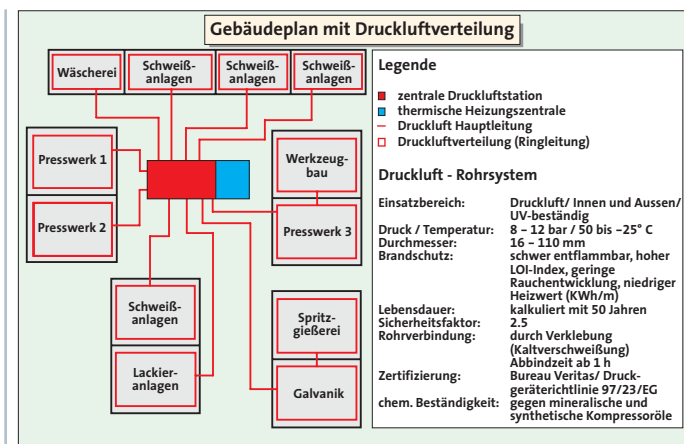 Gebäudeplan mit Druckluftverteilung
Wäscherei
Schweiß-
anlagen
Schweiß-
anlagen
Schweiß-
anlagen
Presswerk 1
Presswerk 2
Werkzeug-
bau
Presswerk 3
Schweiß-
anlagen
Lackier-
anlagen
Spritz-
gießerei
Galvanik
Legende
zentrale Druckluftstation
thermische Heizungszentrale
Druckluft Hauptleitung
Druckluftverteilung (Ringleitung)
Druckluft - Rohrsystem
Einsatzbereich: Druckluft/ Innen und Aussen/
UV-beständig
Druck / Temperatur: 8 – 12 bar / 50 bis –25° C
Durchmesser: 16 – 110 mm
Brandschutz: schwer entflammbar, hoher
LOI-Index, geringe
Rauchentwicklung, niedriger
Heizwert (KWh/m)
Lebensdauer: kalkuliert mit 50 Jahren
Sicherheitsfaktor: 2.5
Rohrverbindung: durch Verklebung
(Kaltverschweißung)
Abbindzeit ab 1 h
Zertifizierung: Bureau Veritas/ Druck-
geräterichtlinie 97/23/EG
chem. Beständigkeit: gegen mineralische und
synthetische Kompressoröle